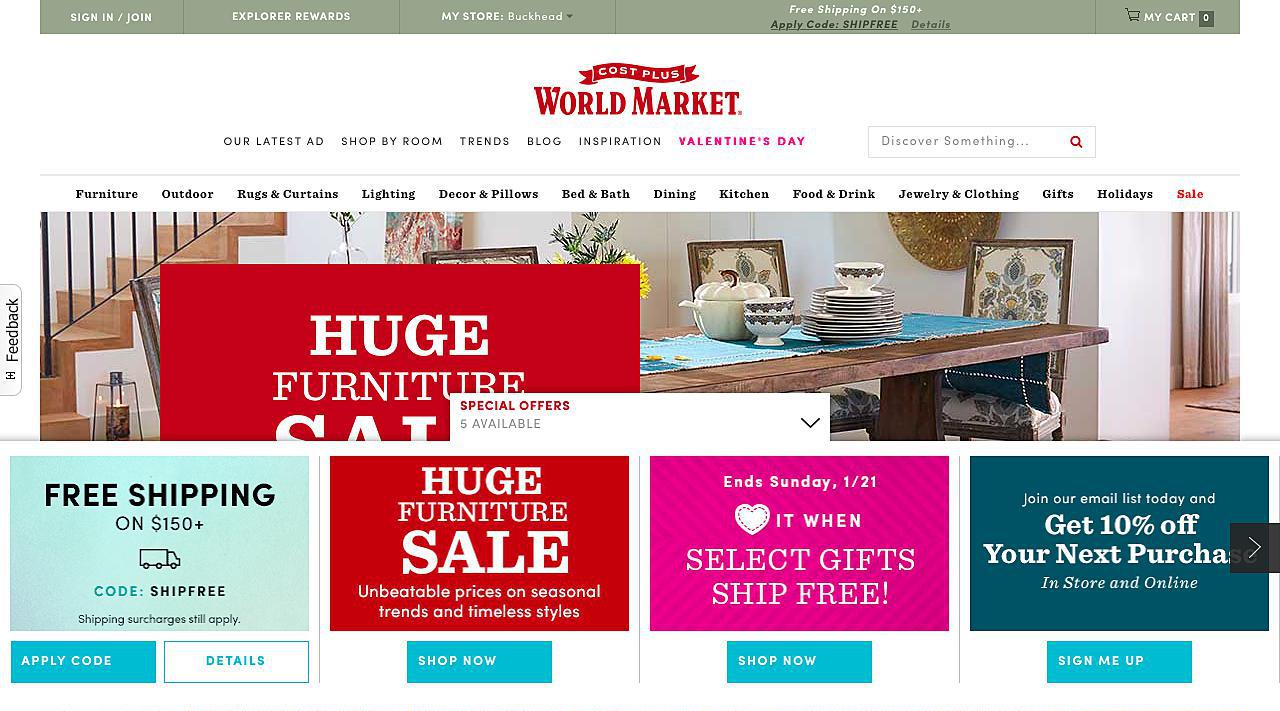 SIGN IN / JOIN
EXPLORER REWARDS
MY STORE: Buckhead
Free Shipping On $150+
Apply Code: SHIPFREE Details
MY CART 0
COST PLUS
WORLD MARKET
OUR LATEST AD SHOP BY ROOM TRENDS BLOG INSPIRATION VALENTINE'S DAY
Discover Something...
Furniture Outdoor Rugs & Curtains Lighting Decor & Pillows Bed & Bath Dining Kitchen Food & Drink Jewelry & Clothing Gifts Holidays Sale
Feedback
HUGE
FURNITURE
SPECIAL OFFERS
5 AVAILABLE
FREE SHIPPING
ON $150+
CODE: SHIPFREE
Shipping surcharges still apply.
APPLY CODE
DETAILS
HUGE
FURNITURE
SALE
Unbeatable prices on seasonal
trends and timeless styles
SHOP NOW
Ends Sunday, 1/21
IT WHEN
SELECT GIFTS
SHIP FREE!
SHOP NOW
Join our email list today and
Get 10% off
Your Next Purchase
In Store and Online
SIGN ME UP